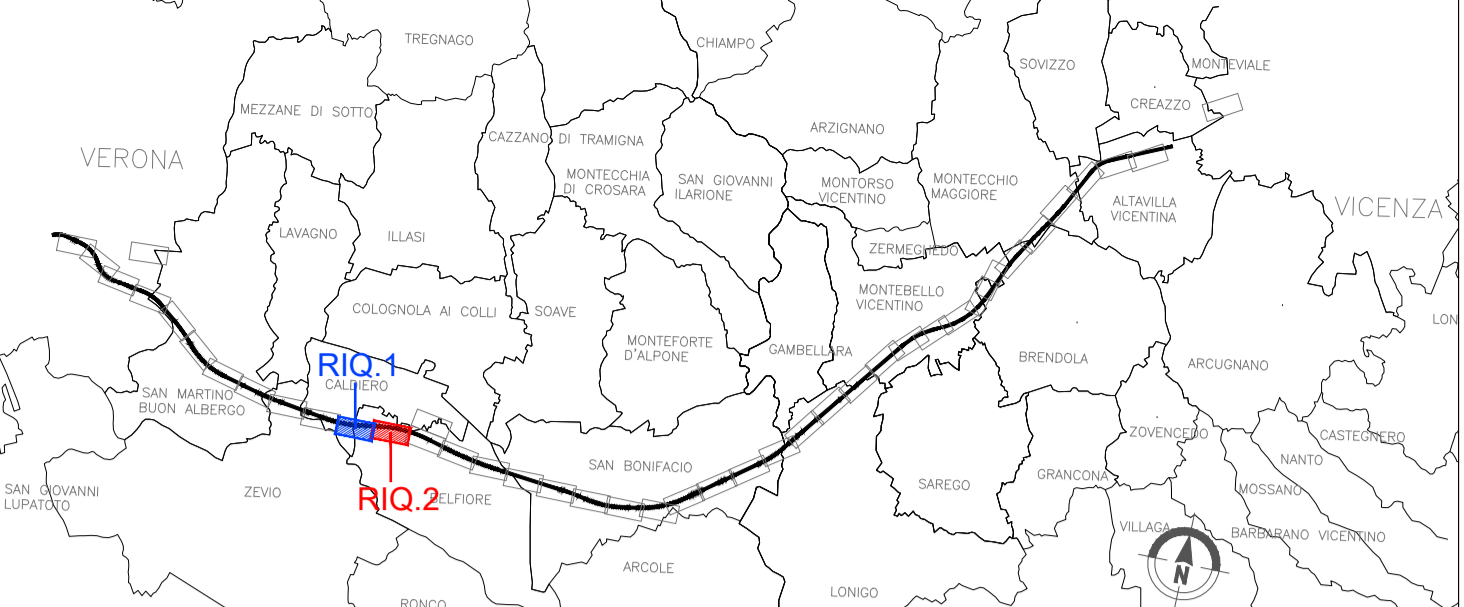 TREGNAGO
CHIAMPO
SOVIZZO
MONTEVIALE
MEZZANE DI SOTTO
CREAZZO
CAZZANO DI TRAMIGNA
ARZIGNANO
VERONA
MONTECCHIA
DI CROSARA
SAN GIOVANNI
ILARIONE
MONTORSO
VICENTINO
MONTECCHIO
MAGGIORE
ALTAVILLA
VICENTINA
VICENZA
LAVAGNO
ILLASI
ZERMEGHEDO
MONTEBELLO
VICENTINO
COLOGNOLA AI COLLI
SOAVE
LON
MONTEFORTE
D'ALPONE
GAMBELLARA
BRENDOLA
ARCUGNANO
RIQ.1
CALDIERO
SAN MARTINO
BUON ALBERGO
ZOVENCEDO
CASTEGNERO
SAN BONIFACIO
NANTO
GRANCONA
SAREGO
MOSSANO
SAN GIOVANNI
LUPATOTO
ZEVIO
RIQ.2
BELFIORE
VILLAGA
BARBARANO VICENTINO
ARCOLE
N
LONIGO
RONCO